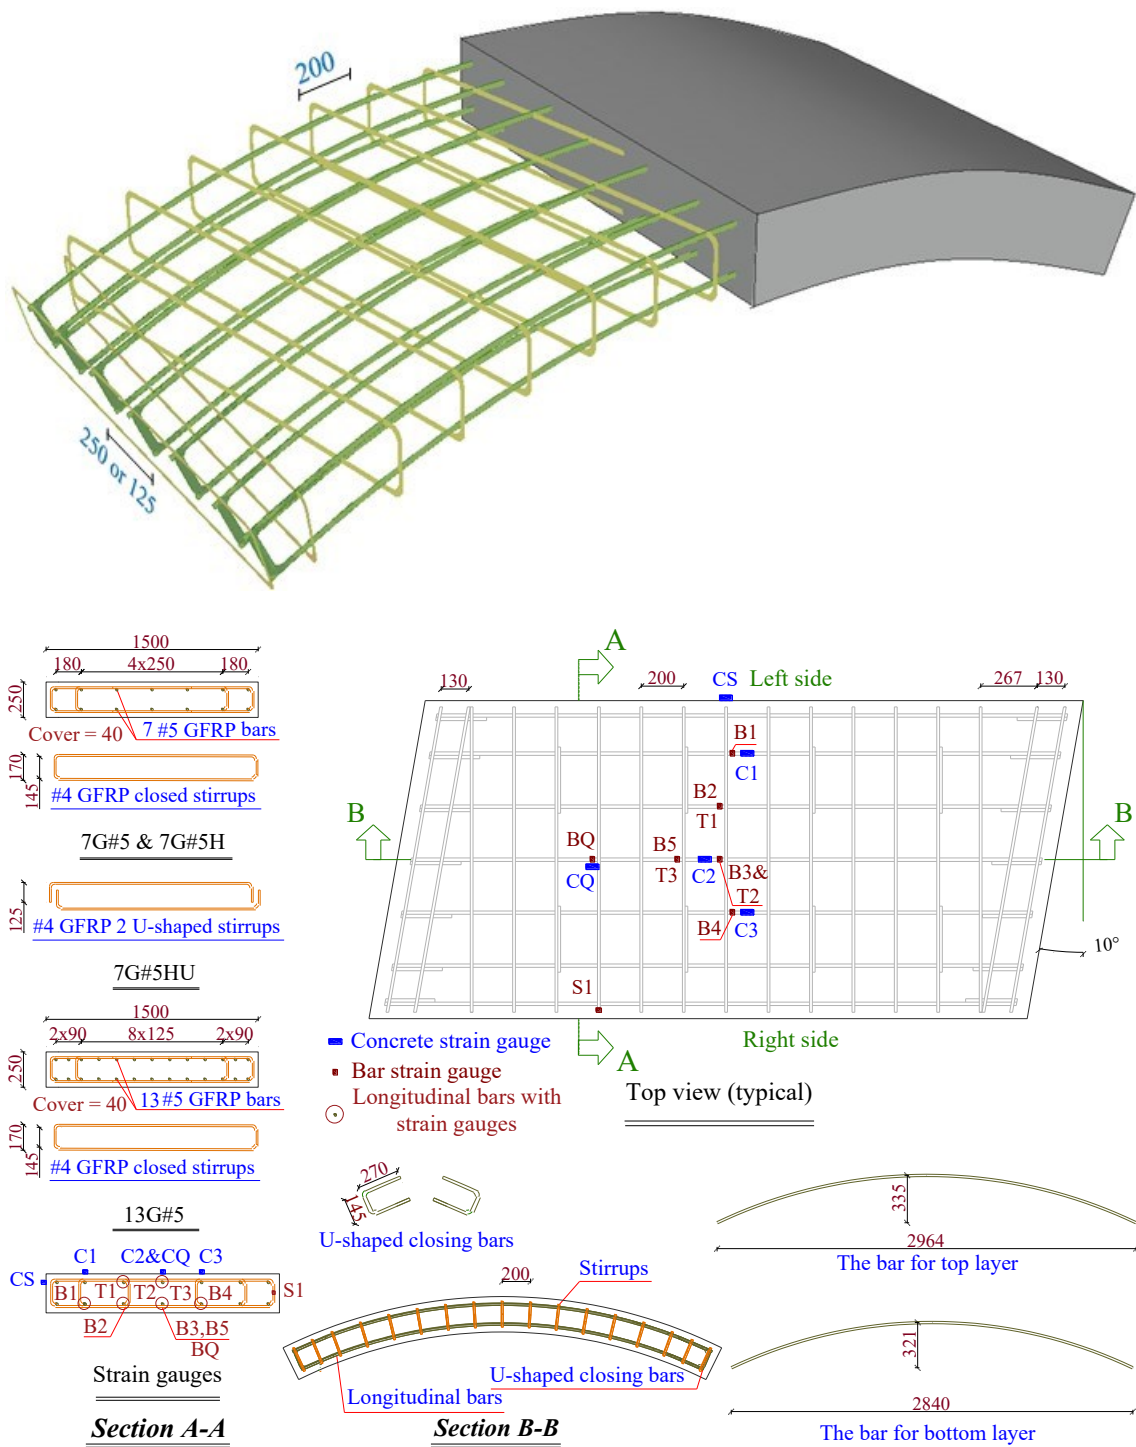 200
250 or 125
1500
180
4x250
180
250
Cover = 40
7 #5 GFRP bars
170
145
#4 GFRP closed stirrups
7G#5 & 7G#5H
125
#4 GFRP 2 U-shaped stirrups
7G#5HU
1500
2x90
8x125
2x90
250
Cover = 40
13 #5 GFRP bars
170
145
#4 GFRP closed stirrups
13G#5
C1
C2&CQ
C3
CS
B1
T1
T2
T3
B4
S1
B2
B3,B5
BQ
Strain gauges
Section A-A
A
Left side
CS
130
200
267
130
B1
C1
B2
T1
B
B
BQ
CQ
B5
T3
C2
B3&
T2
B4
C3
10°
S1
A
Right side
Concrete strain gauge
Bar strain gauge
Longitudinal bars with
strain gauges
Top view (typical)
270
145
U-shaped closing bars
200
Stirrups
U-shaped closing bars
Longitudinal bars
Section B-B
335
2964
The bar for top layer
321
2840
The bar for bottom layer